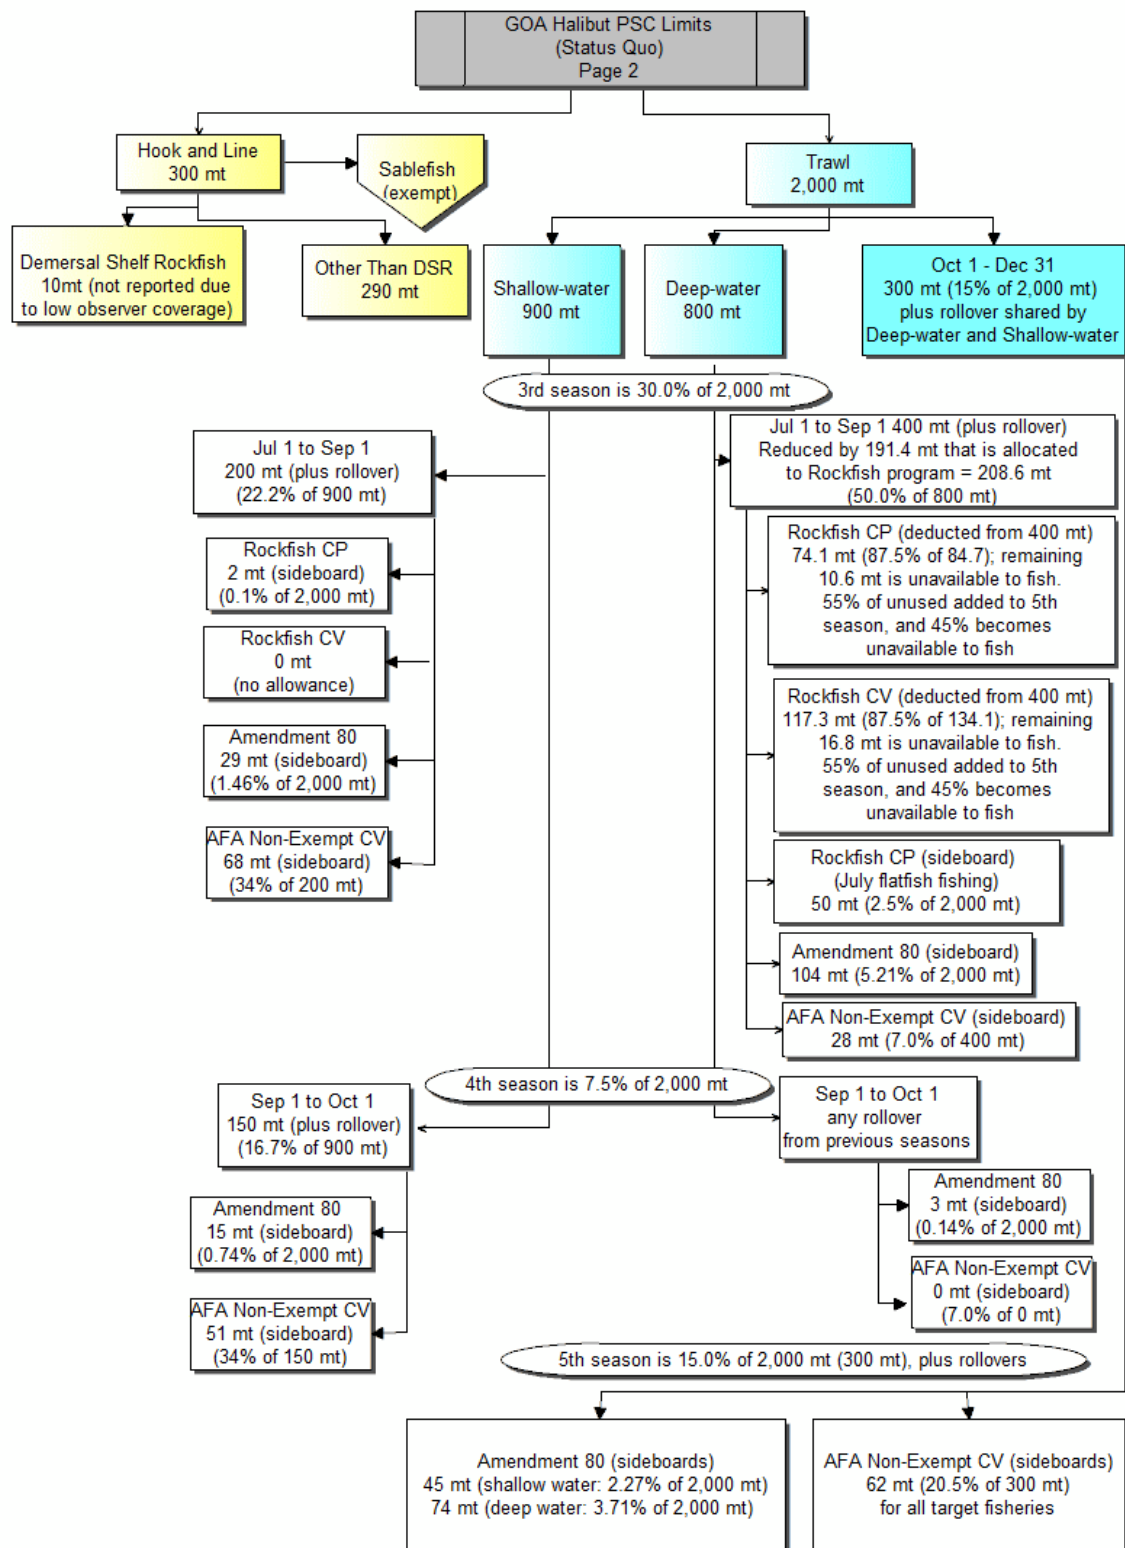 GOA Halibut PSC Limits
(Status Quo)
Page 2
Hook and Line
300 mt
Sablefish
(exempt)
Trawl
2,000 mt
Demersal Shelf Rockfish
10mt (not reported due
to low observer coverage)
Other Than DSR
290 mt
Shallow-water
900 mt
Deep-water
800 mt
Oct 1 - Dec 31
300 mt (15% of 2,000 mt)
plus rollover shared by
Deep-water and Shallow-water
3rd season is 30.0% of 2,000 mt
Jul 1 to Sep 1
200 mt (plus rollover)
(22.2% of 900 mt)
Rockfish CP
2 mt (sideboard)
(0.1% of 2,000 mt)
Rockfish CV
0 mt
(no allowance)
Amendment 80
29 mt (sideboard)
(1.46% of 2,000 mt)
AFA Non-Exempt CV
68 mt (sideboard)
(34% of 200 mt)
Jul 1 to Sep 1 400 mt (plus rollover)
Reduced by 191.4 mt that is allocated
to Rockfish program = 208.6 mt
(50.0% of 800 mt)
Rockfish CP (deducted from 400 mt)
74.1 mt (87.5% of 84.7); remaining
10.6 mt is unavailable to fish.
55% of unused added to 5th
season, and 45% becomes
unavailable to fish
Rockfish CV (deducted from 400 mt)
117.3 mt (87.5% of 134.1); remaining
16.8 mt is unavailable to fish.
55% of unused added to 5th
season, and 45% becomes
unavailable to fish
Rockfish CP (sideboard)
(July flatfish fishing)
50 mt (2.5% of 2,000 mt)
Amendment 80 (sideboard)
104 mt (5.21% of 2,000 mt)
AFA Non-Exempt CV (sideboard)
28 mt (7.0% of 400 mt)
4th season is 7.5% of 2,000 mt
Sep 1 to Oct 1
150 mt (plus rollover)
(16.7% of 900 mt)
Amendment 80
15 mt (sideboard)
(0.74% of 2,000 mt)
AFA Non-Exempt CV
51 mt (sideboard)
(34% of 150 mt)
Sep 1 to Oct 1
any rollover
from previous seasons
Amendment 80
3 mt (sideboard)
(0.14% of 2,000 mt)
AFA Non-Exempt CV
0 mt (sideboard)
(7.0% of 0 mt)
5th season is 15.0% of 2,000 mt (300 mt), plus rollovers
Amendment 80 (sideboards)
45 mt (shallow water: 2.27% of 2,000 mt)
74 mt (deep water: 3.71% of 2,000 mt)
AFA Non-Exempt CV (sideboards)
62 mt (20.5% of 300 mt)
for all target fisheries